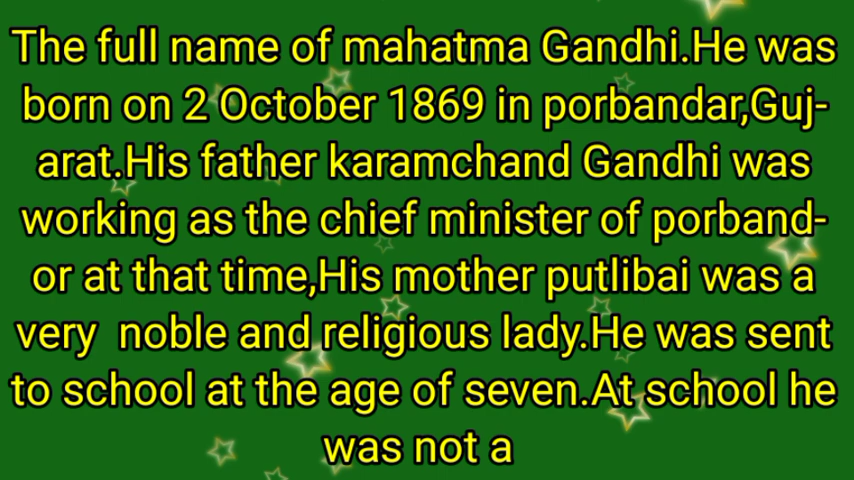 The full name of mahatma Gandhi.He was
born on 2 October 1869 in porbandar,Guj-
arat.His father karamchand Gandhi was
working as the chief minister of porband-
or at that time,His mother putlibai was a
very  noble and religious lady.He was sent
to school at the age of seven.At school he
was not a